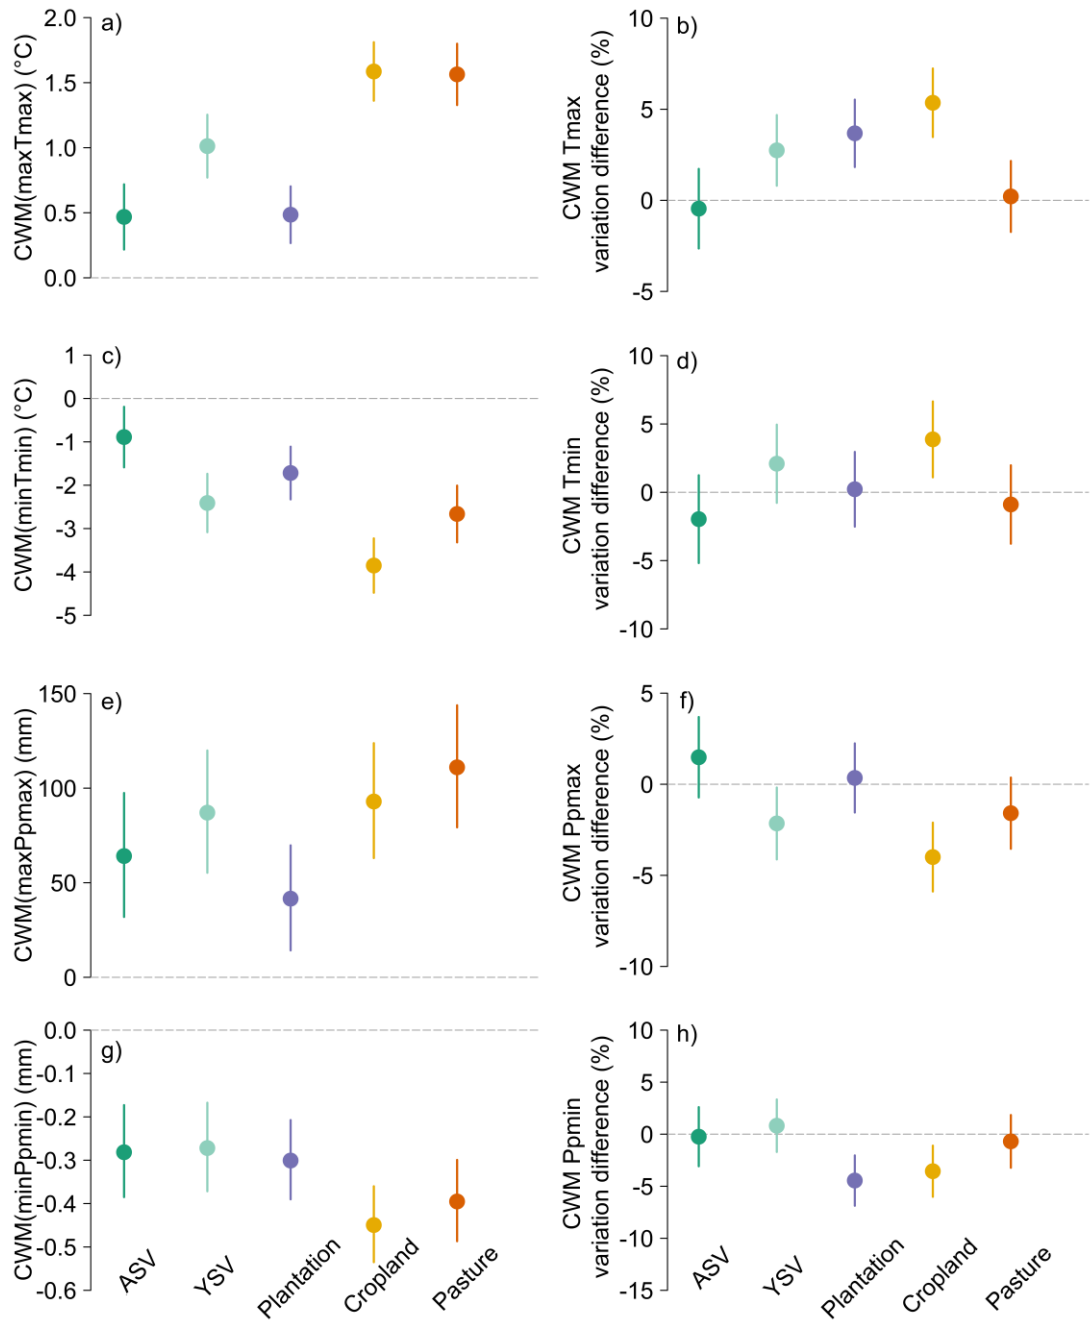 a)
CWM(maxTmax) (°C)
2.0
1.5
1.0
0.5
0.0
b)
CWM Tmax
variation difference (%)
10
5
0
-5
c)
CWM(minTmin) (°C)
1
0
-1
-2
-3
-4
-5
d)
CWM Tmin
variation difference (%)
10
5
0
-5
-10
e)
CWM(maxPpmax) (mm)
150
100
50
0
f)
CWM Ppmax
variation difference (%)
5
0
-5
-10
g)
CWM(minPpmin) (mm)
0.0
-0.1
-0.2
-0.3
-0.4
-0.5
-0.6
ASV
YSV
Plantation
Cropland
Pasture
h)
CWM Ppmin
variation difference (%)
10
5
0
-5
-10
-15
ASV
YSV
Plantation
Cropland
Pasture